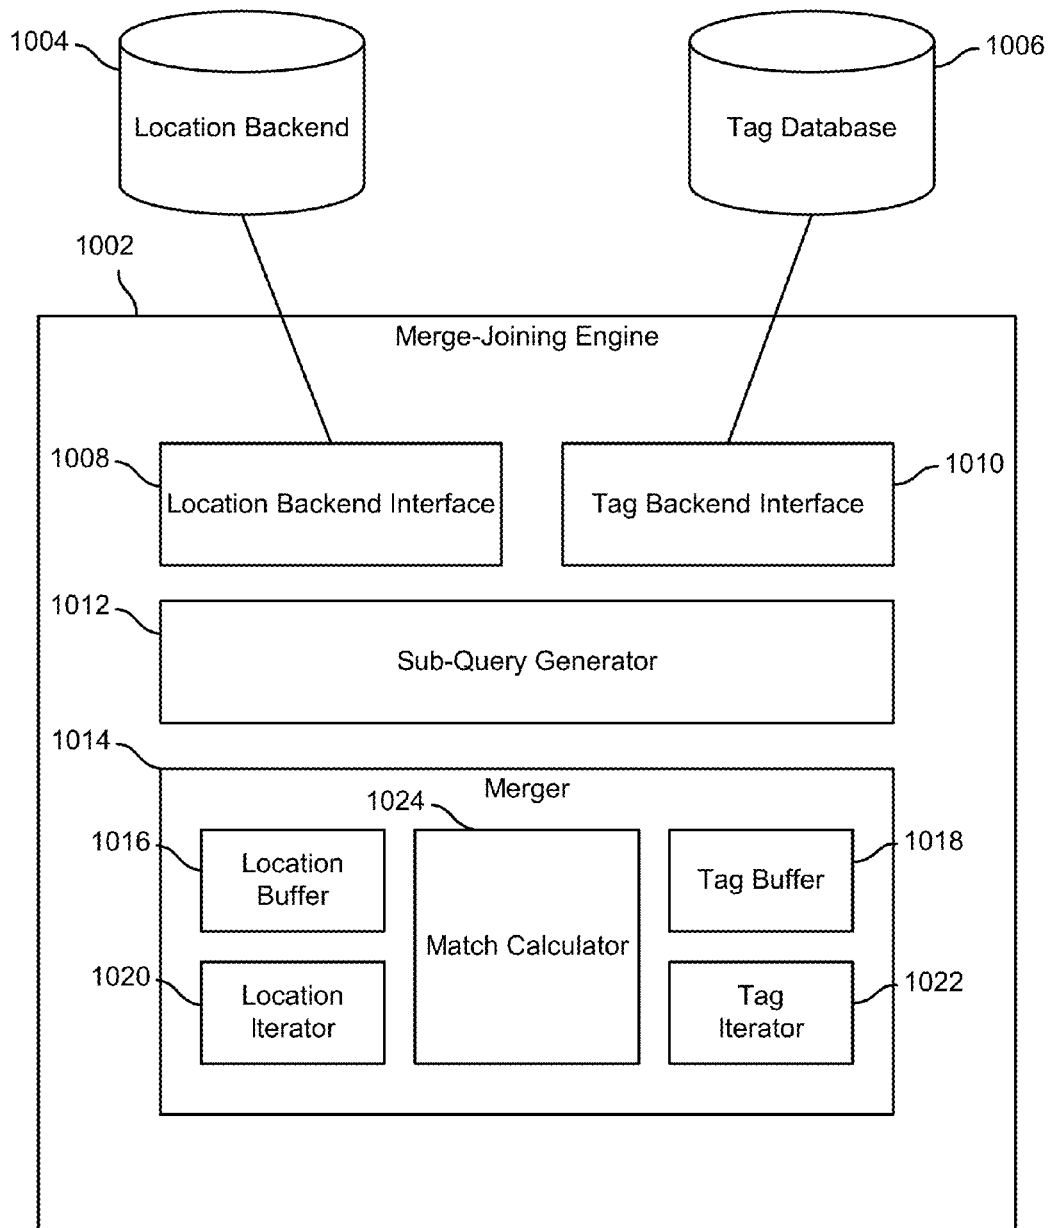 1004
Location Backend
1006
Tag Database
1002
Merge-Joining Engine
1008
Location Backend Interface
1010
Tag Backend Interface
1012
Sub-Query Generator
1014
Merger
1016
Location
Buffer
1024
Match Calculator
1018
Tag Buffer
1020
Location
Iterator
1022
Tag
Iterator